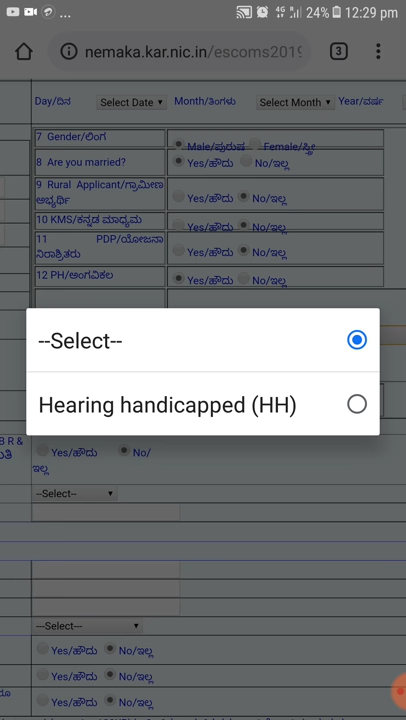 24% 12:29 pm
nemaka.kar.nic.in/escoms2019
3
Day/ದಿನ Select Date Month/ತಿಂಗಳು Select Month Year/ವರ್ಷ
7 Gender/ಲಿಂಗ Male/ಪುರುಷ Female/ಸ್ತ್ರೀ
8 Are you married? Yes/ಹೌದು No/ಇಲ್ಲ
9 Rural Applicant/ಗ್ರಾಮೀಣ
ಅಭ್ಯರ್ಥಿ Yes/ಹೌದು No/ಇಲ್ಲ
10 KMS/ಕನ್ನಡ ಮಾಧ್ಯಮ Yes/ಹೌದು No/ಇಲ್ಲ
11 PDP/ಯೋಜನಾ
ನಿರಾಶ್ರಿತರು Yes/ಹೌದು No/ಇಲ್ಲ
12 PH/ಅಂಗವಿಕಲ Yes/ಹೌದು No/ಇಲ್ಲ
--Select--
Hearing handicapped (HH)
B R &
Yes/ಹೌದು No/
ಇಲ್ಲ
--Select--
---Select---
Yes/ಹೌದು No/ಇಲ್ಲ
Yes/ಹೌದು No/ಇಲ್ಲ
Yes/ಹೌದು No/ಇಲ್ಲ